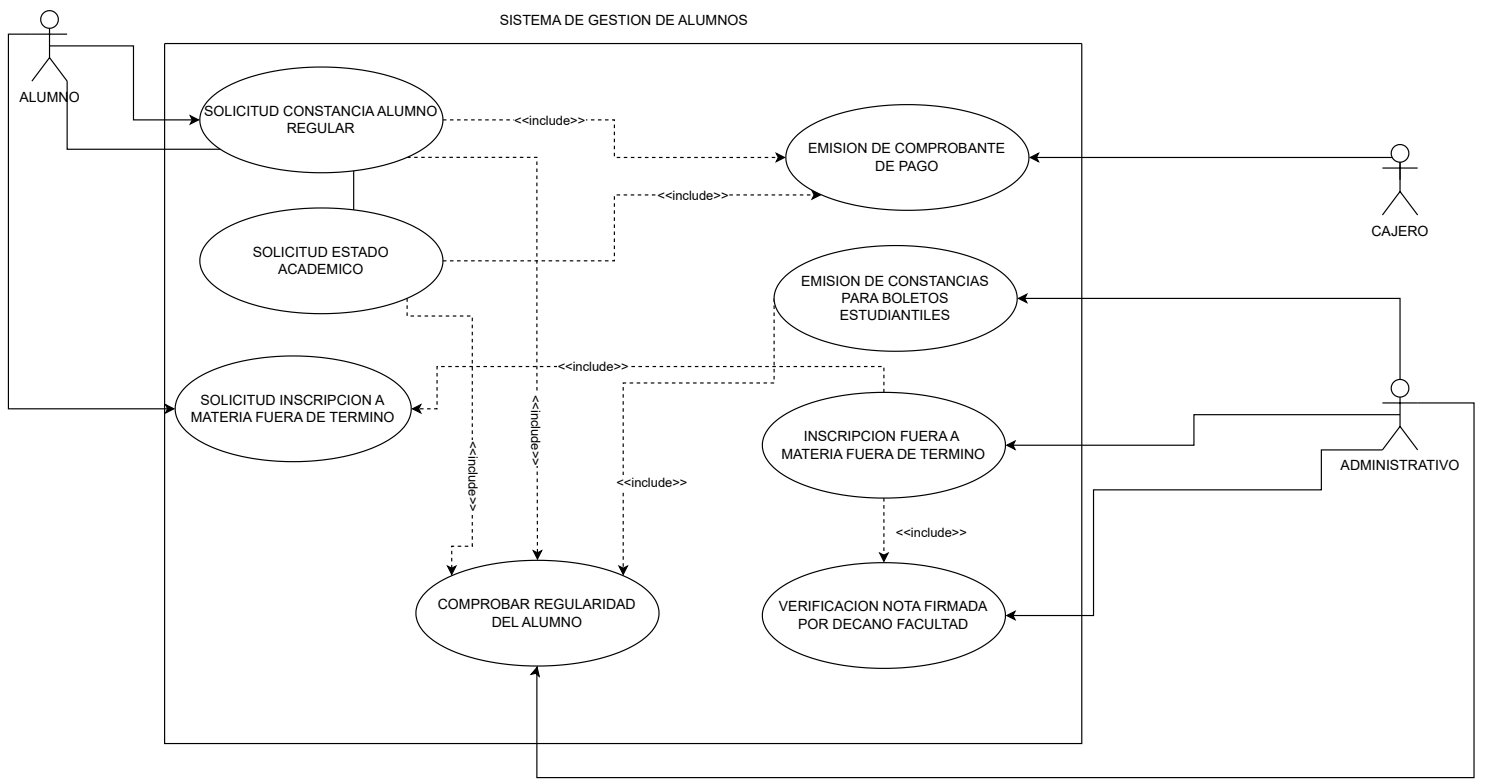 SISTEMA DE GESTION DE ALUMNOS
ALUMNO
SOLICITUD CONSTANCIA ALUMNO
REGULAR
<<include>>
EMISION DE COMPROBANTE
DE PAGO
<<include>>
CAJERO
SOLICITUD ESTADO
ACADEMICO
EMISION DE CONSTANCIAS
PARA BOLETOS
ESTUDIANTILES
<<include>>
SOLICITUD INSCRIPCION A
MATERIA FUERA DE TERMINO
<<include>>
<<include>>
<<include>>
INSCRIPCION FUERA A
MATERIA FUERA DE TERMINO
ADMINISTRATIVO
<<include>>
COMPROBAR REGULARIDAD
DEL ALUMNO
VERIFICACION NOTA FIRMADA
POR DECANO FACULTAD